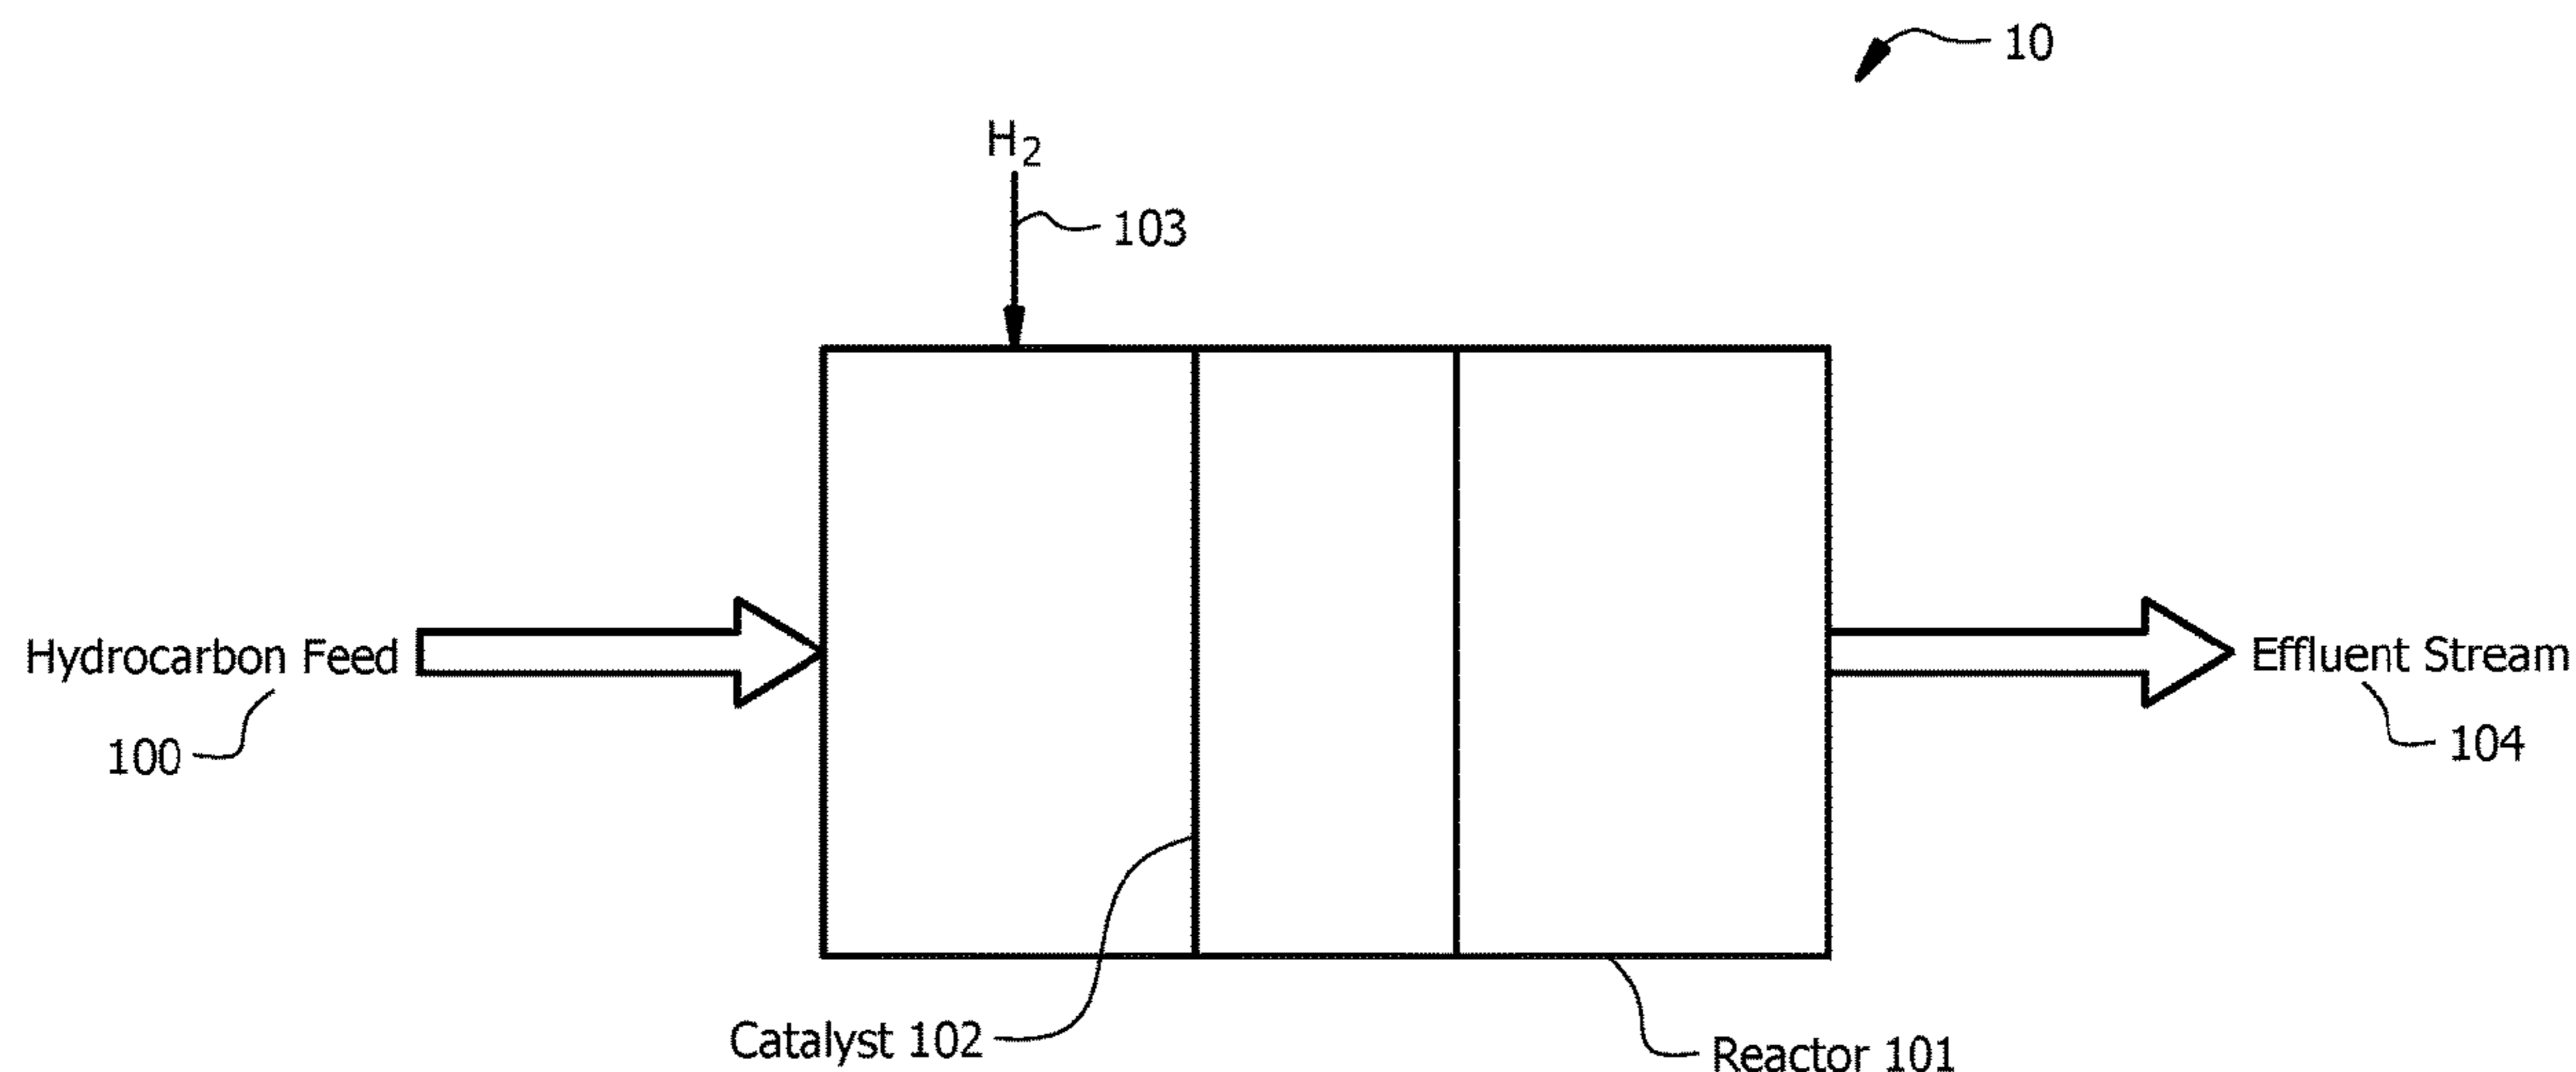 10
H2
103
Hydrocarbon Feed
Effluent Stream
100
104
Catalyst 102
Reactor 101